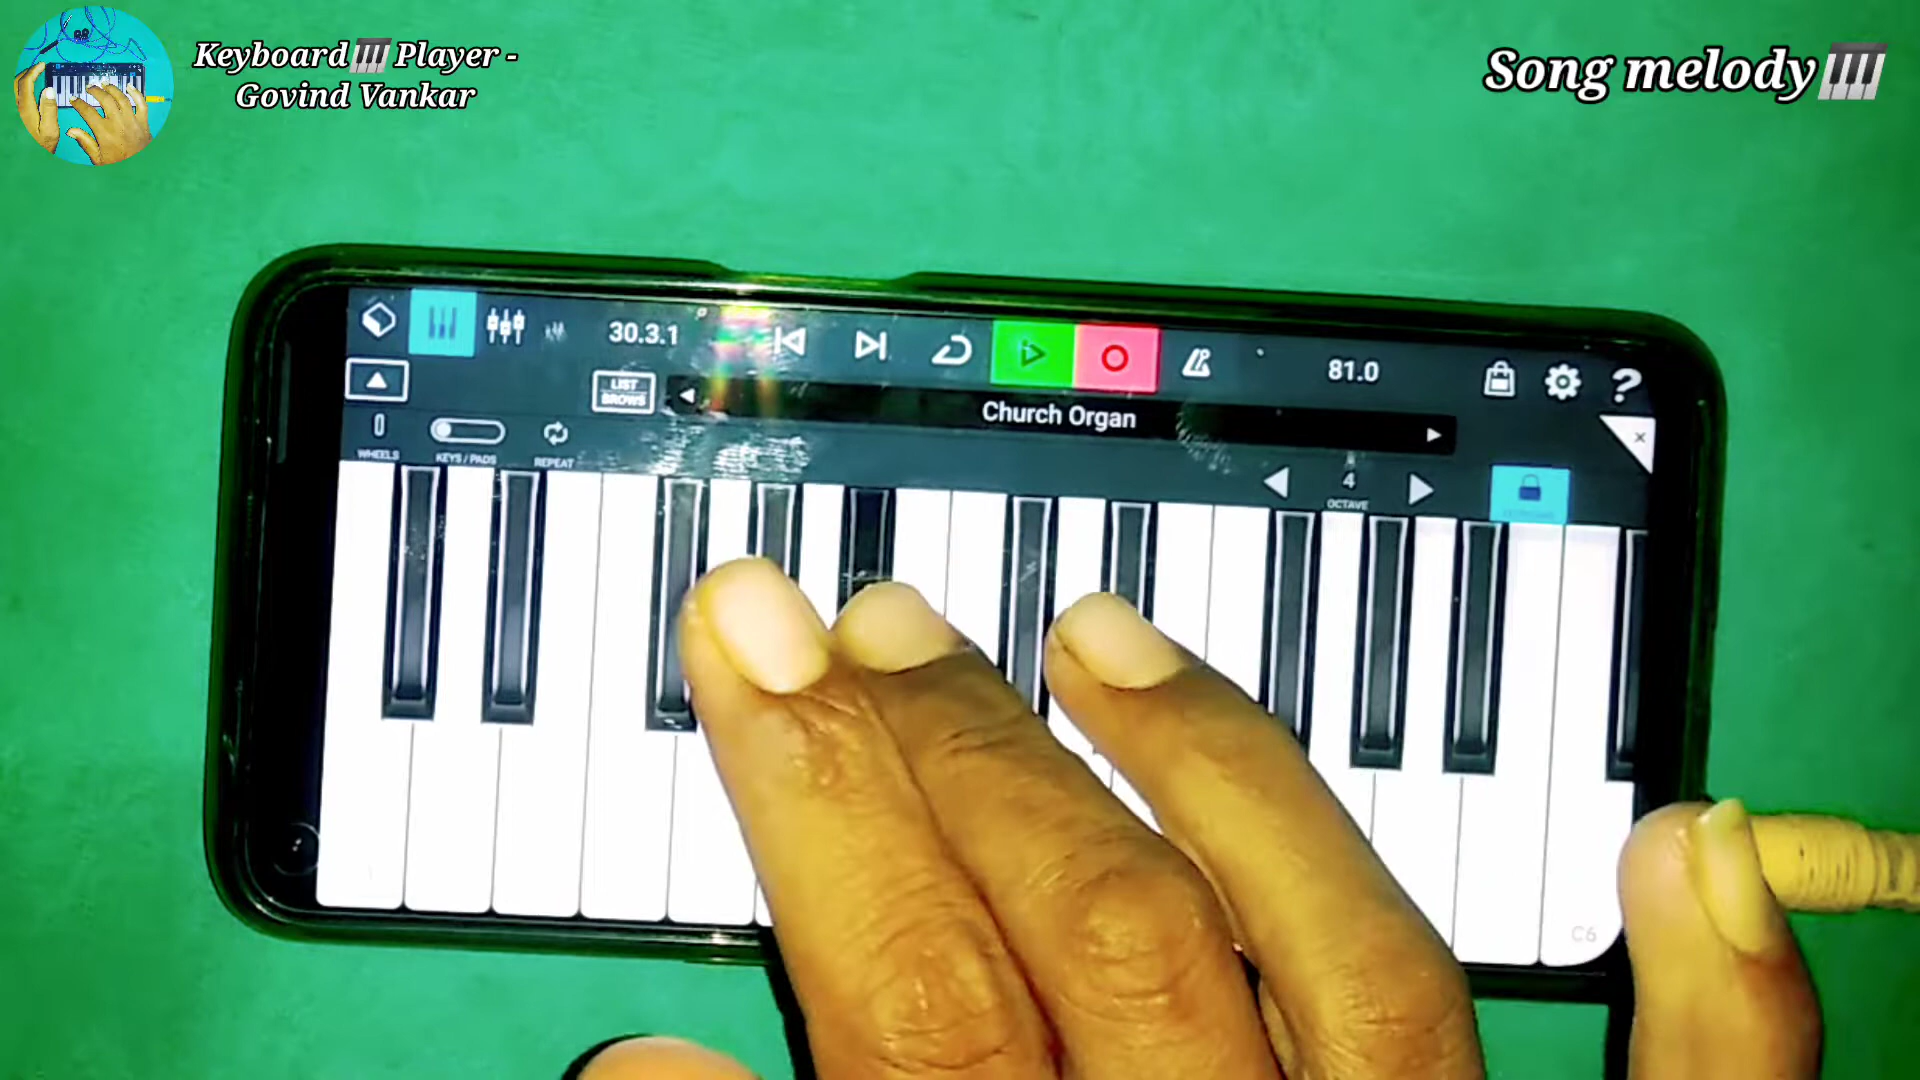 Keyboard🎹Player -
Govind Vankar
Song melody🎹
30.3.1
81.0
LIST
BROWS
Church Organ
WHEELS
KEYS / PADS
REPEAT
4
OCTAVE
C6